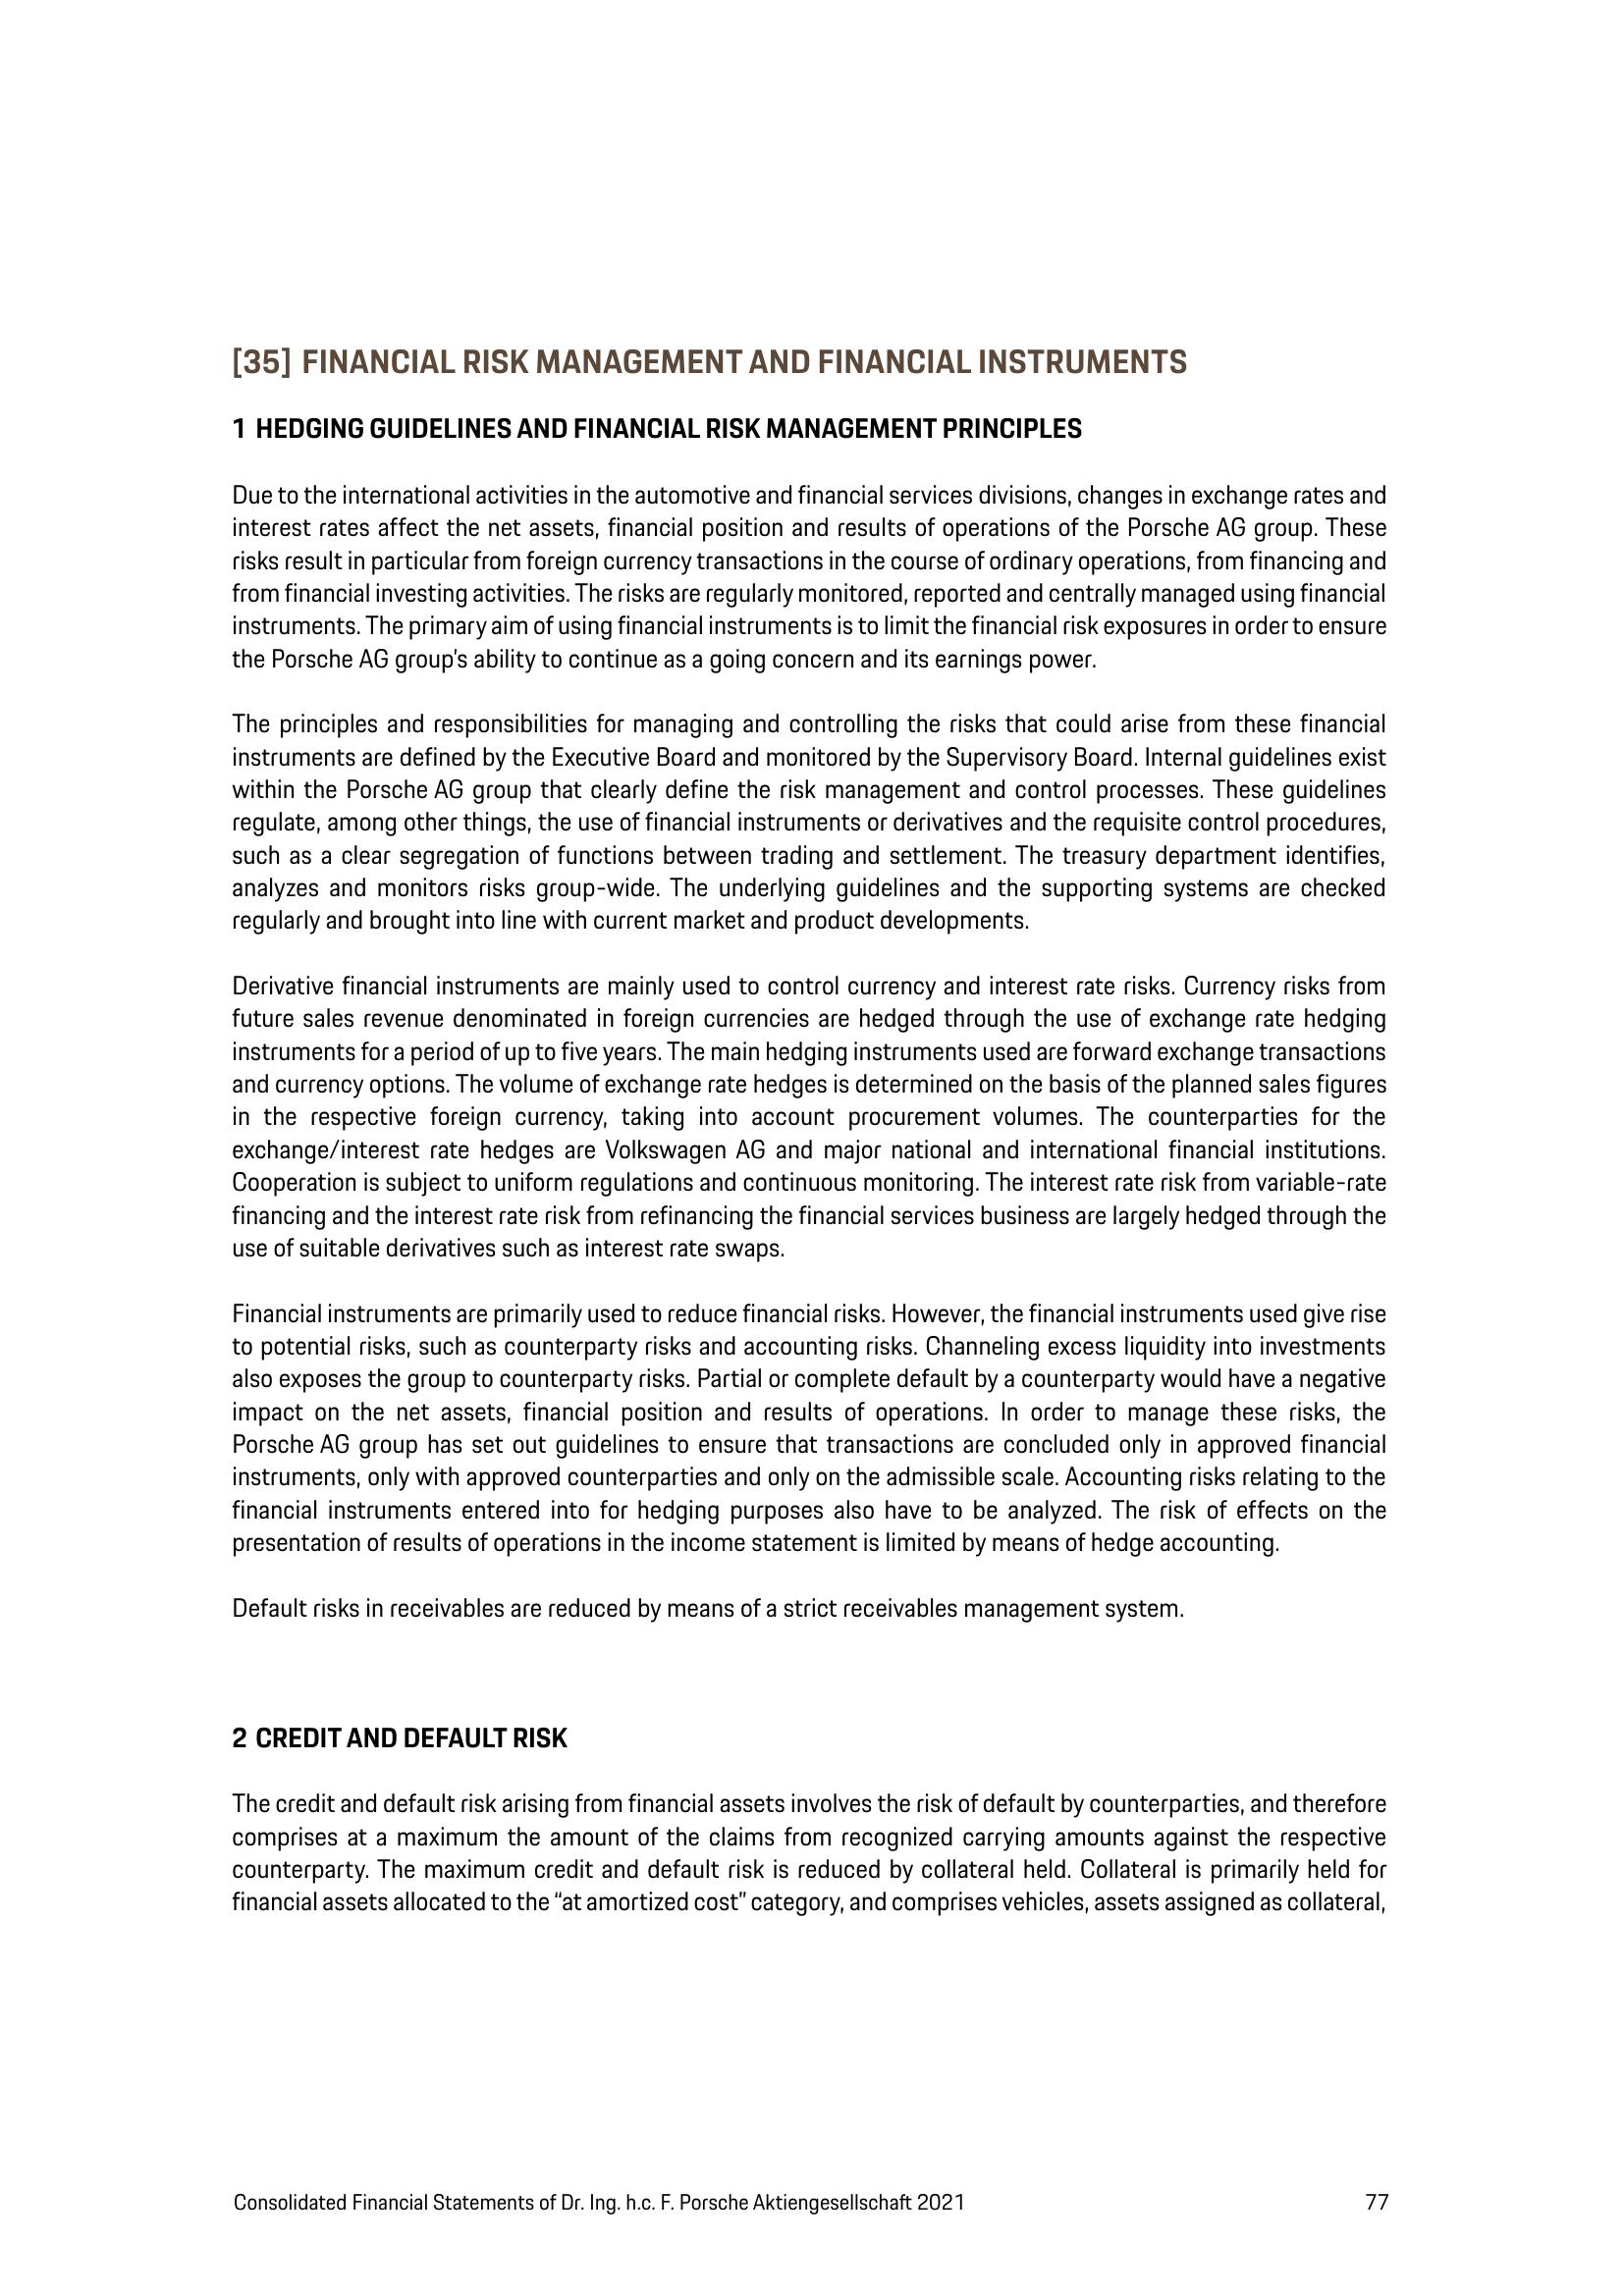 [35] FINANCIAL RISK MANAGEMENT AND FINANCIAL INSTRUMENTS
1 HEDGING GUIDELINES AND FINANCIAL RISK MANAGEMENT PRINCIPLES
Due to the international activities in the automotive and financial services divisions, changes in exchange rates and
interest rates affect the net assets, financial position and results of operations of the Porsche AG group. These
risks result in particular from foreign currency transactions in the course of ordinary operations, from financing and
from financial investing activities. The risks are regularly monitored, reported and centrally managed using financial
instruments. The primary aim of using financial instruments is to limit the financial risk exposures in order to ensure
the Porsche AG group’s ability to continue as a going concern and its earnings power.
The principles and responsibilities for managing and controlling the risks that could arise from these financial
instruments are defined by the Executive Board and monitored by the Supervisory Board. Internal guidelines exist
within the Porsche AG group that clearly define the risk management and control processes. These guidelines
regulate, among other things, the use of financial instruments or derivatives and the requisite control procedures,
such as a clear segregation of functions between trading and settlement. The treasury department identifies,
analyzes and monitors risks group-wide. The underlying guidelines and the supporting systems are checked
regularly and brought into line with current market and product developments.
Derivative financial instruments are mainly used to control currency and interest rate risks. Currency risks from
future sales revenue denominated in foreign currencies are hedged through the use of exchange rate hedging
instruments for a period of up to five years. The main hedging instruments used are forward exchange transactions
and currency options. The volume of exchange rate hedges is determined on the basis of the planned sales figures
in the respective foreign currency, taking into account procurement volumes. The counterparties for the
exchange/interest rate hedges are Volkswagen AG and major national and international financial institutions.
Cooperation is subject to uniform regulations and continuous monitoring. The interest rate risk from variable-rate
financing and the interest rate risk from refinancing the financial services business are largely hedged through the
use of suitable derivatives such as interest rate swaps.
Financial instruments are primarily used to reduce financial risks. However, the financial instruments used give rise
to potential risks, such as counterparty risks and accounting risks. Channeling excess liquidity into investments
also exposes the group to counterparty risks. Partial or complete default by a counterparty would have a negative
impact on the net assets, financial position and results of operations. In order to manage these risks, the
Porsche AG group has set out guidelines to ensure that transactions are concluded only in approved financial
instruments, only with approved counterparties and only on the admissible scale. Accounting risks relating to the
financial instruments entered into for hedging purposes also have to be analyzed. The risk of effects on the
presentation of results of operations in the income statement is limited by means of hedge accounting.
Default risks in receivables are reduced by means of a strict receivables management system.
2 CREDIT AND DEFAULT RISK
The credit and default risk arising from financial assets involves the risk of default by counterparties, and therefore
comprises at a maximum the amount of the claims from recognized carrying amounts against the respective
counterparty. The maximum credit and default risk is reduced by collateral held. Collateral is primarily held for
financial assets allocated to the “at amortized cost” category, and comprises vehicles, assets assigned as collateral,
Consolidated Financial Statements of Dr. Ing. h.c. F. Porsche Aktiengesellschaft 2021 77